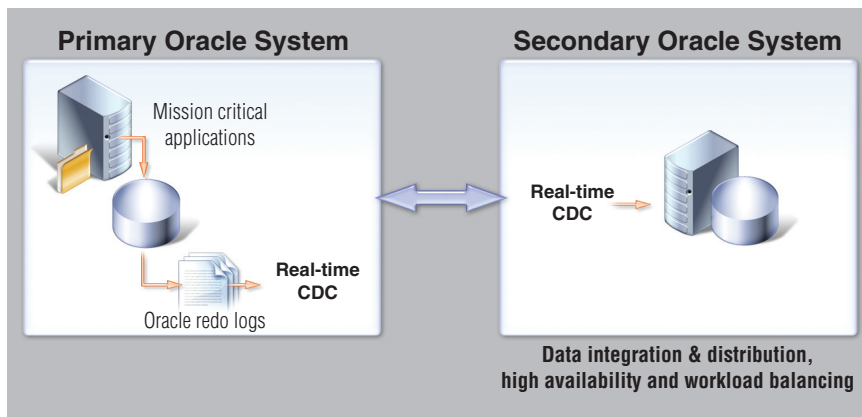 Primary Oracle System
Mission critical
applications
Real-time
CDC
Oracle redo logs
Secondary Oracle System
Real-time
CDC
Data integration & distribution,
high availability and workload balancing